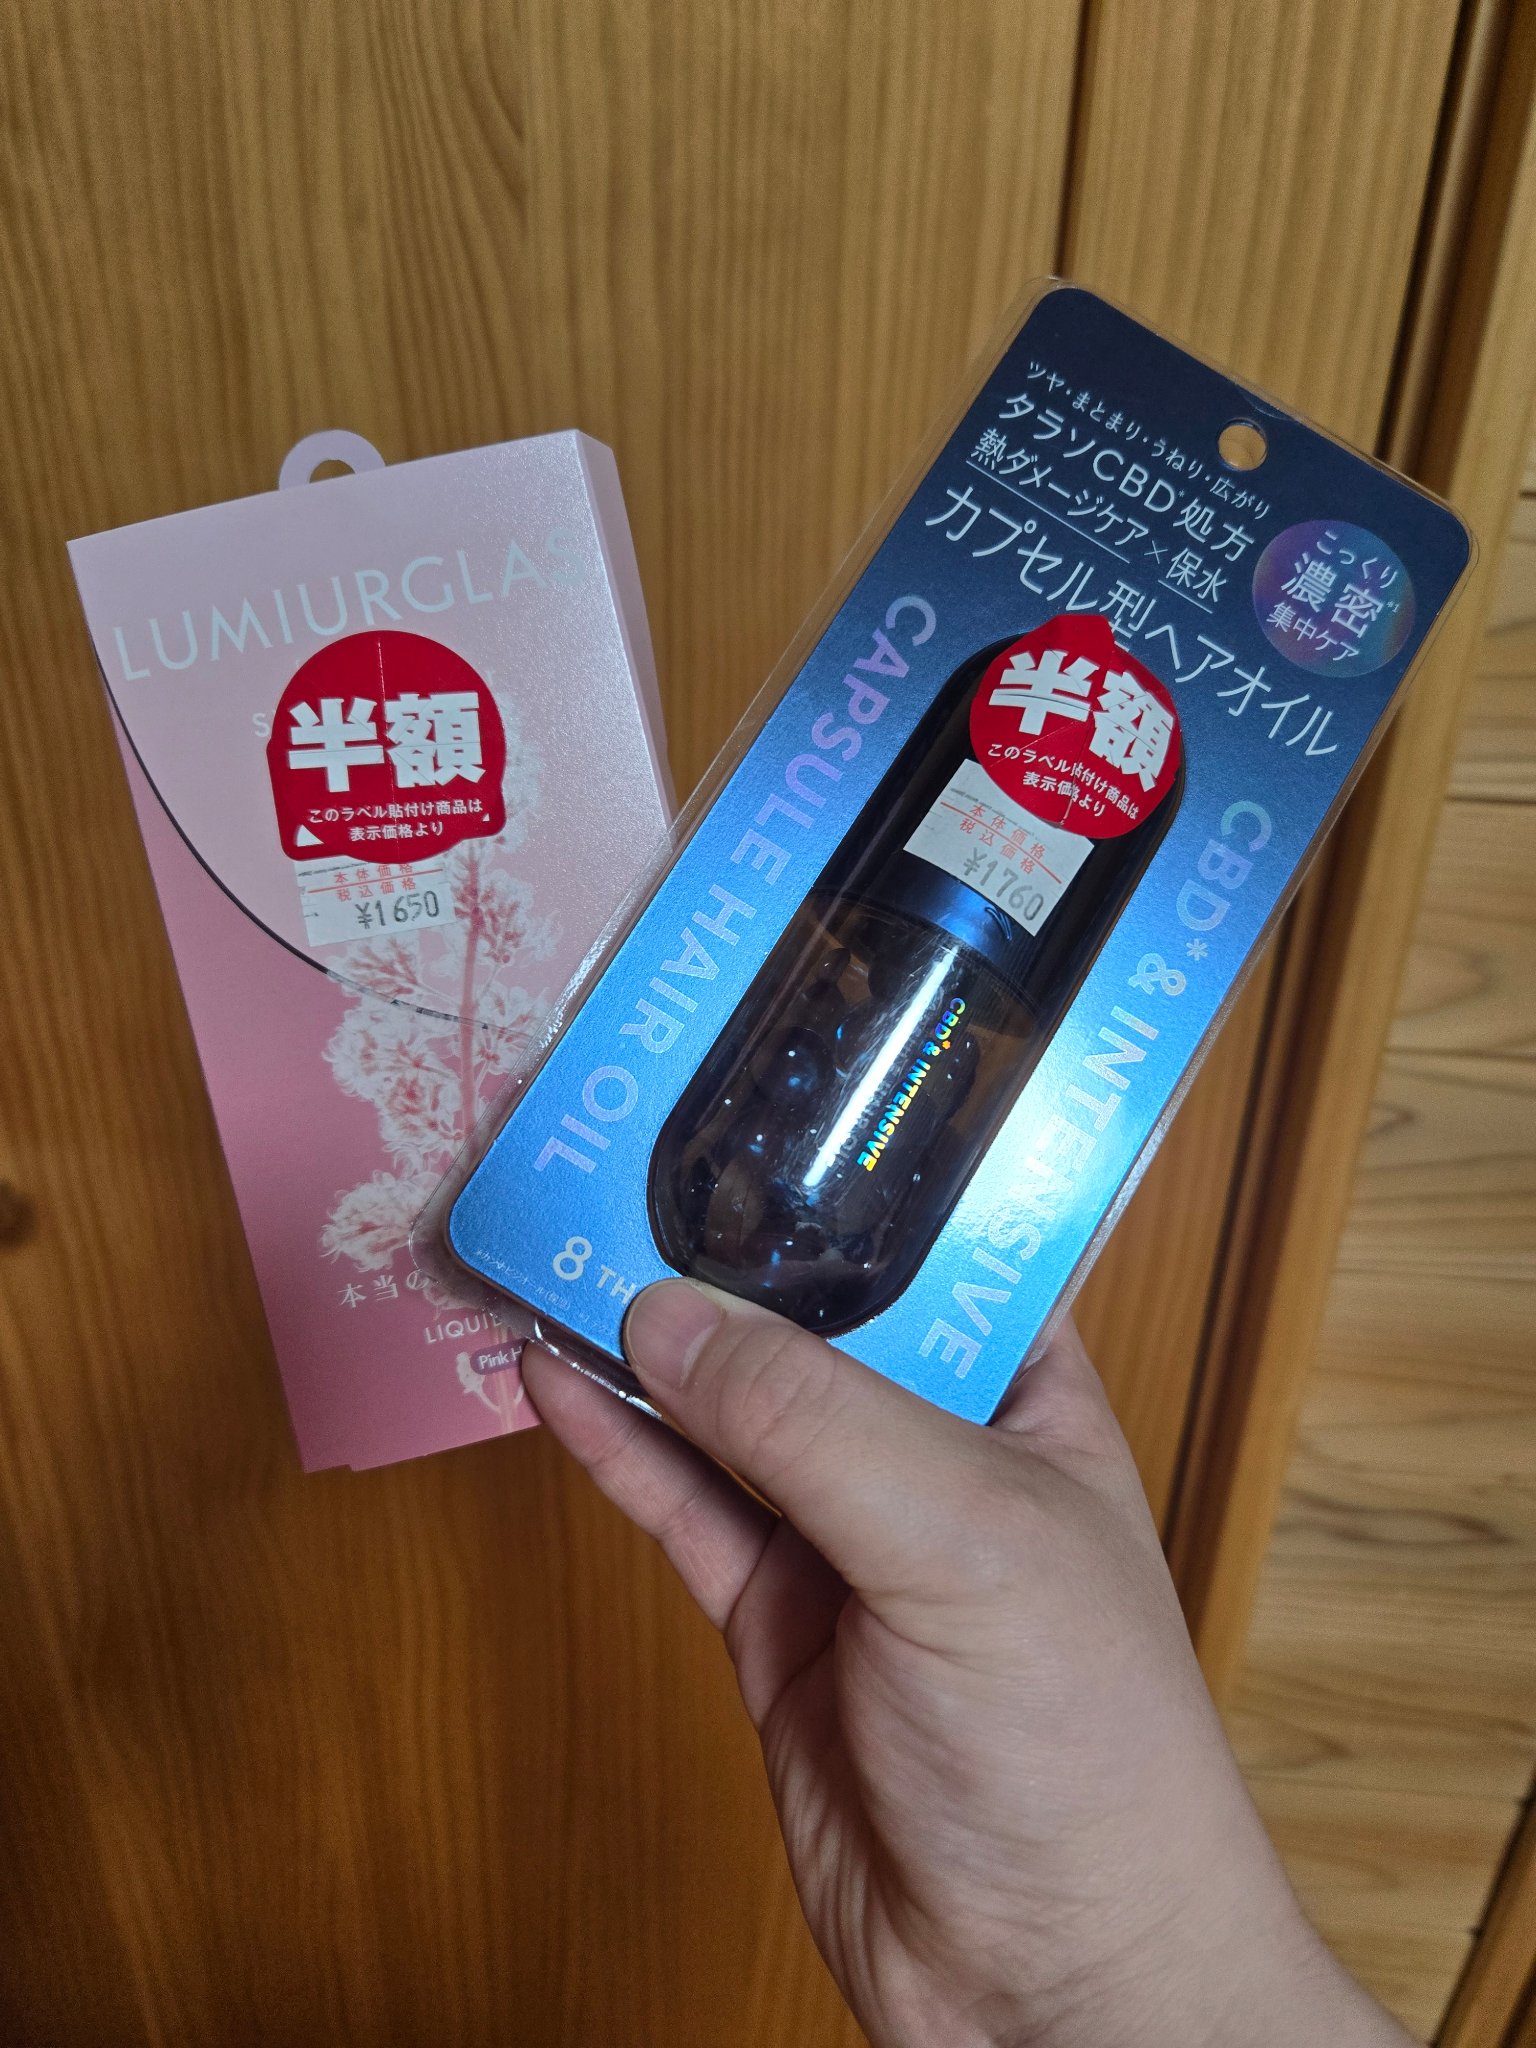 LUMIURGLAS
半額
このラベル貼付け商品は
表示価格より
本体価格
税込価格
¥1650
本当の
LIQUID
Pink
ツヤ・まとまり・うねり・広がり
タラソCBD*処方
熱ダメージケア×保水
カプセル型ヘアオイル
こっくり
濃密*1
集中ケア
CAPSULE HAIR OIL
CBD* & INTENSIVE
半額
このラベル貼付け商品は
表示価格より
本体価格
税込価格
¥1760
CBD*& INTENSIVE
8 TH